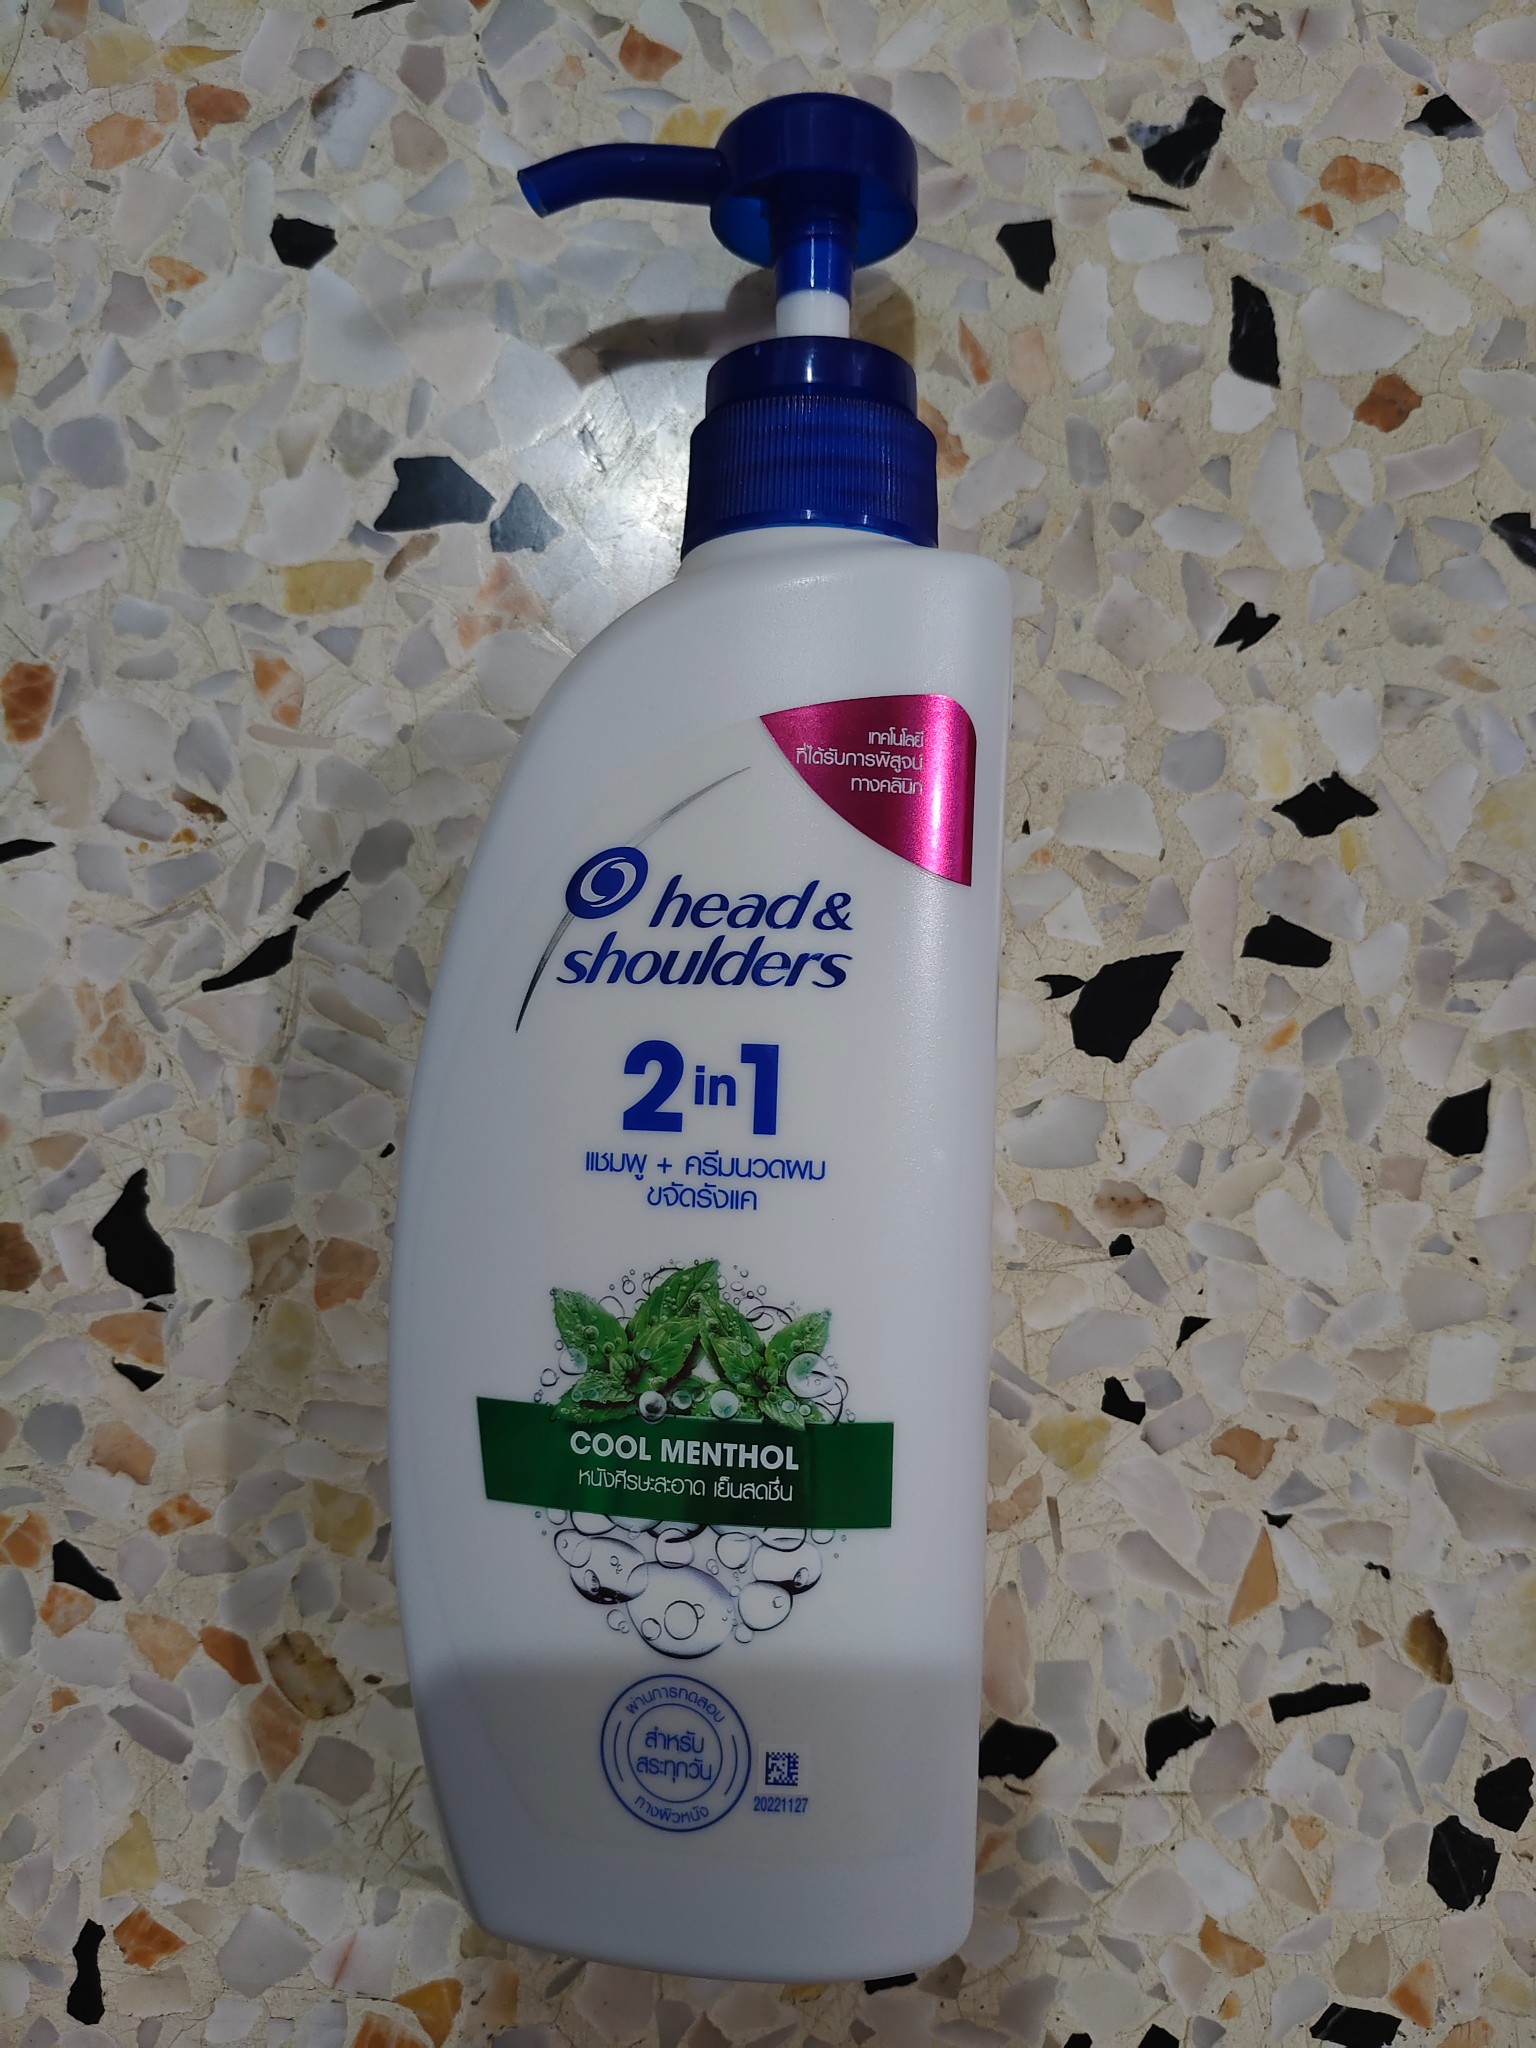 เทคโนโลยี
ที่ได้รับการพิสูจน์
ทางคลินิก
head &
shoulders
2 in 1
แชมพู + ครีมนวดผม
ขจัดรังแค
COOL MENTHOL
หนังศีรษะสะอาด เย็นสดชื่น
ผ่านการทดสอบ
สำหรับ
สระทุกวัน
ทางผิวหนัง
20221127